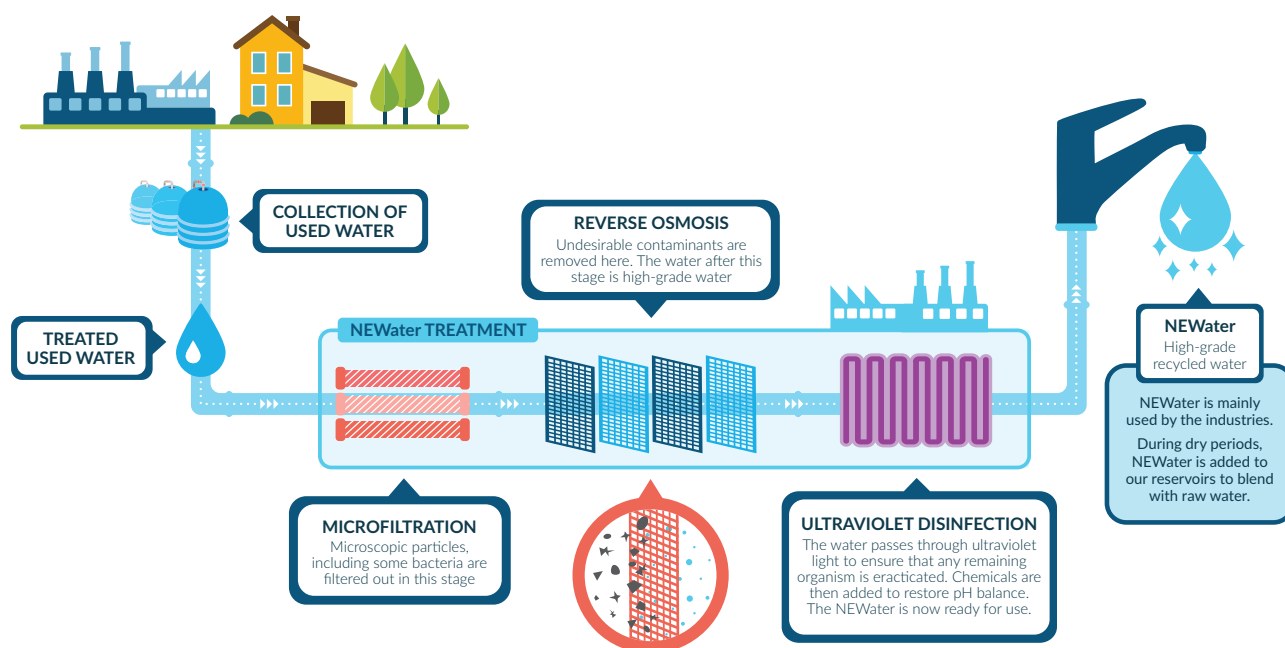 COLLECTION OF
USED WATER
TREATED
USED WATER
REVERSE OSMOSIS
Undesirable contaminants are
removed here. The water after this
stage is high-grade water
NEWater TREATMENT
MICROFILTRATION
Microscopic particles,
including some bacteria are
filtered out in this stage
ULTRAVIOLET DISINFECTION
The water passes through ultraviolet
light to ensure that any remaining
organism is eracticated. Chemicals are
then added to restore pH balance.
The NEWater is now ready for use.
NEWater
High-grade
recycled water
NEWater is mainly
used by the industries.
During dry periods,
NEWater is added to
our reservoirs to blend
with raw water.